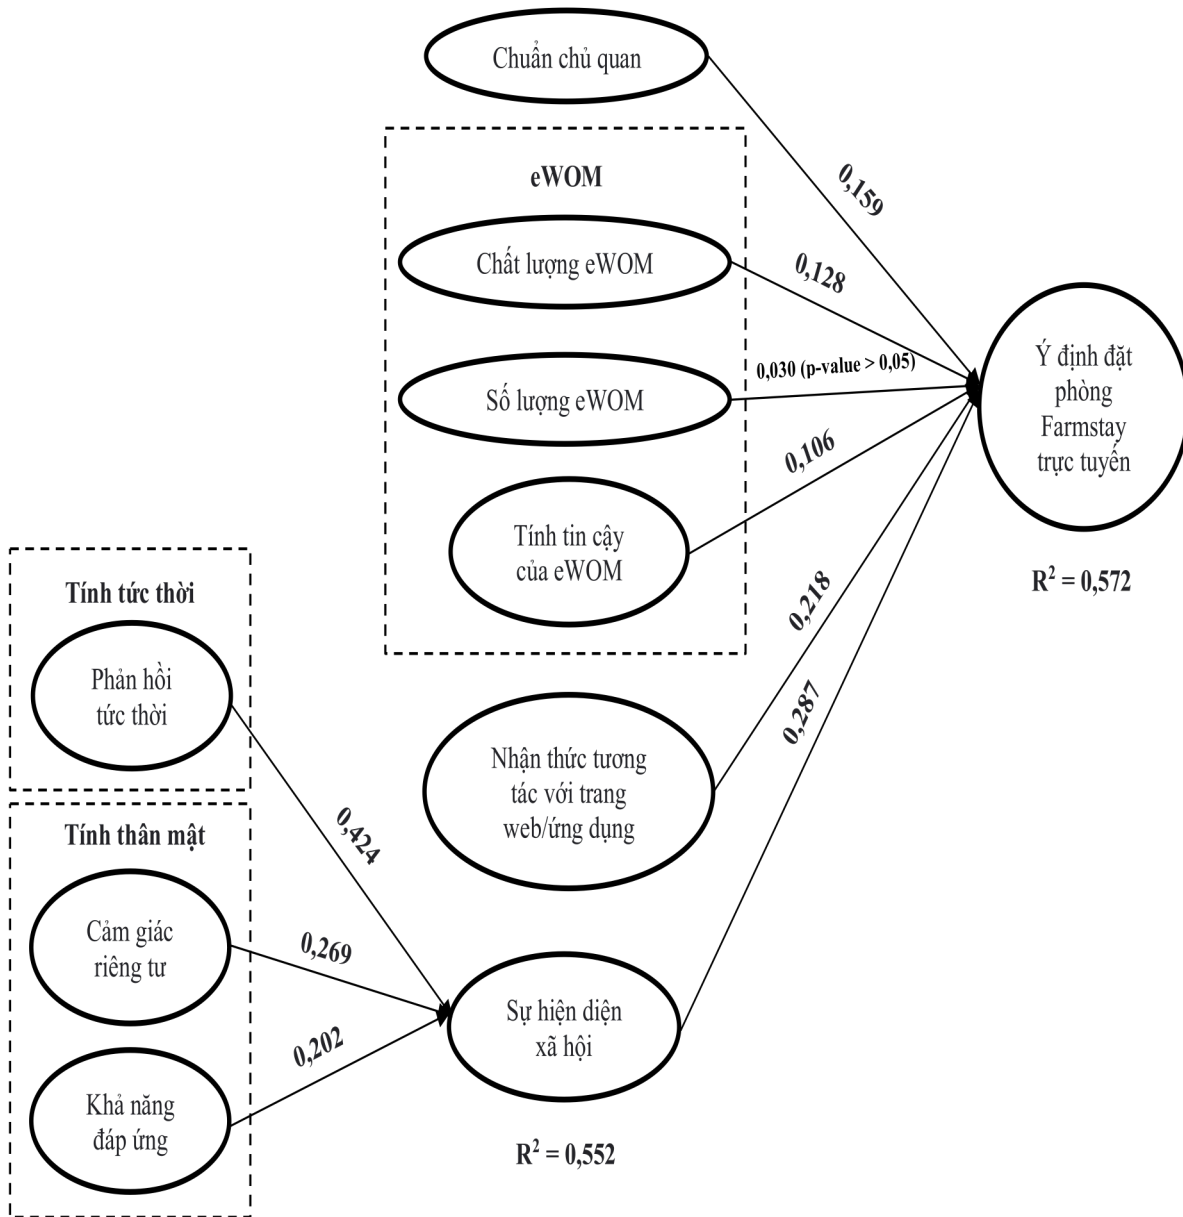 Chuẩn chủ quan
eWOM
Chất lượng eWOM
Số lượng eWOM
Tính tin cậy
của eWOM
0,159
0,128
0,030 (p-value > 0,05)
0,106
0,218
0,287
Ý định đặt
phòng
Farmstay
trực tuyến
R² = 0,572
Tính tức thời
Phản hồi
tức thời
Tính thân mật
Cảm giác
riêng tư
Khả năng
đáp ứng
0,424
0,269
0,202
Nhận thức tương
tác với trang
web/ứng dụng
Sự hiện diện
xã hội
R² = 0,552